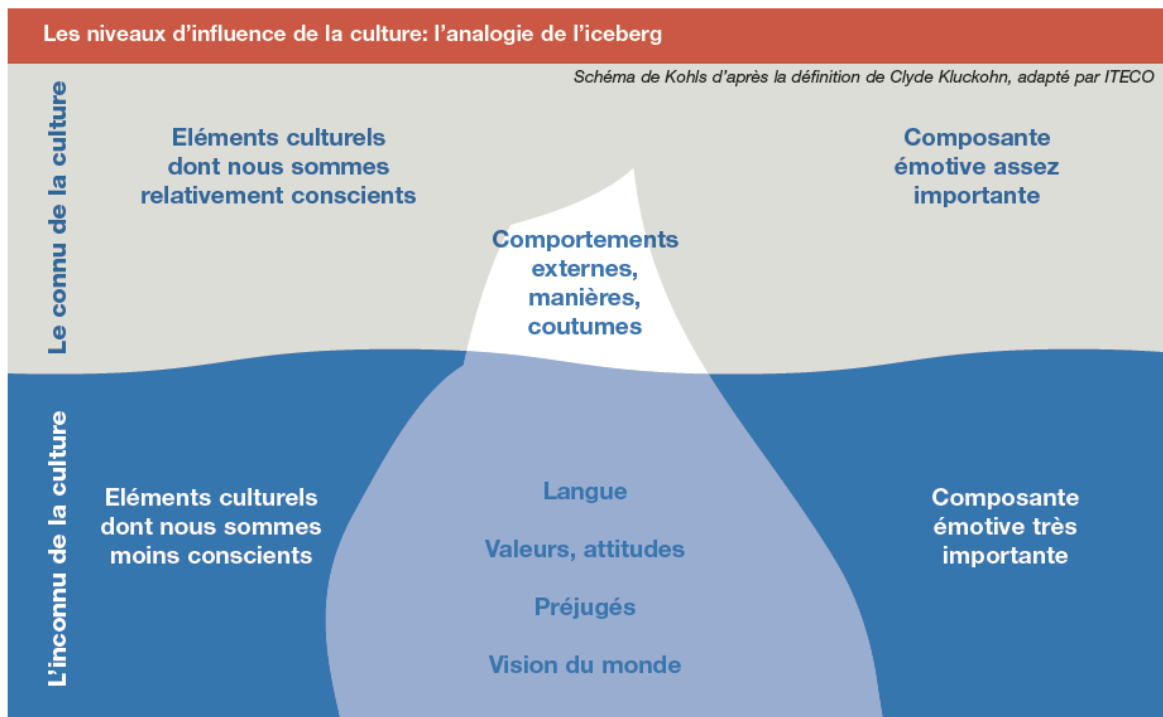 Les niveaux d'influence de la culture: l'analogie de l'iceberg
Schéma de Kohls d'après la définition de Clyde Kluckohn, adapté par ITECO
Le connu de la culture
Eléments culturels
dont nous sommes
relativement conscients
Composante
émotive assez
importante
Comportements
externes,
manières,
coutumes
L'inconnu de la culture
Eléments culturels
dont nous sommes
moins conscients
Langue
Valeurs, attitudes
Préjugés
Vision du monde
Composante
émotive très
importante